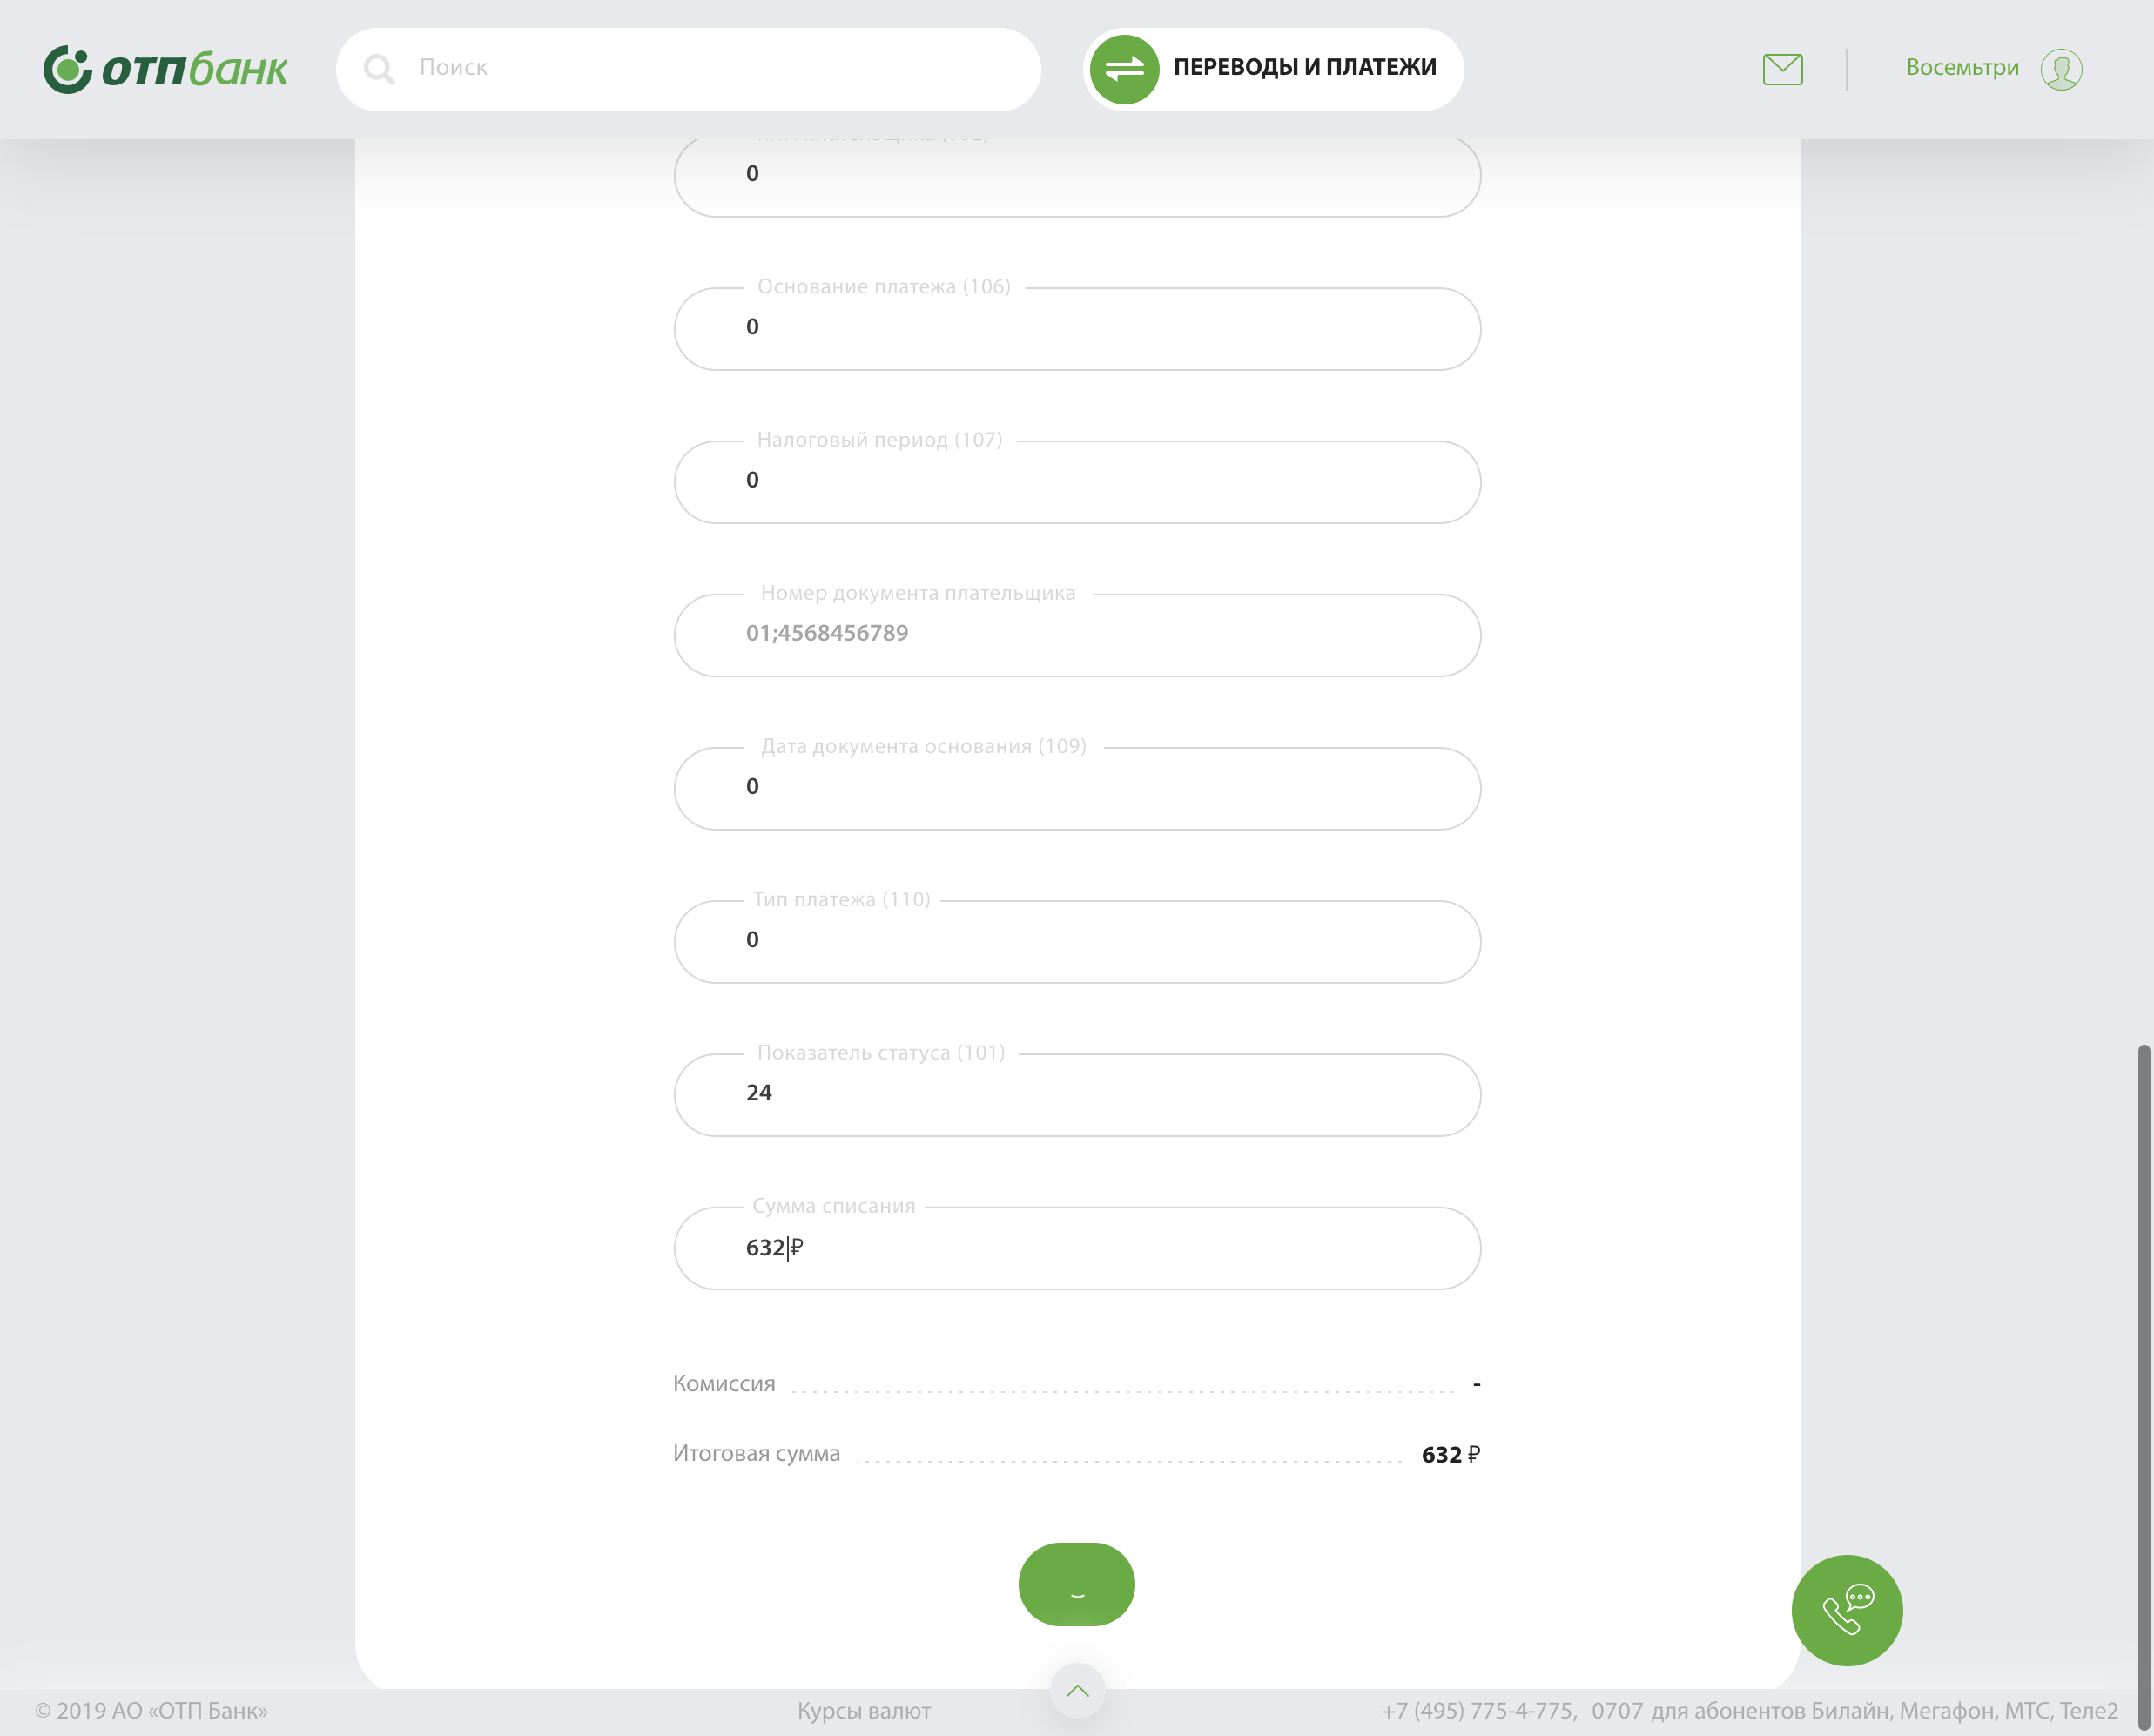 ОТПбанк
Поиск
ПЕРЕВОДЫ И ПЛАТЕЖИ
Восемьтри
0
Основание платежа (106)
0
Налоговый период (107)
0
Номер документа плательщика
01;4568456789
Дата документа основания (109)
0
Тип платежа (110)
0
Показатель статуса (101)
24
Сумма списания
632 ₽
Комиссия -
Итоговая сумма 632 ₽
© 2019 АО «ОТП Банк» Курсы валют +7 (495) 775-4-775, 0707 для абонентов Билайн, Мегафон, МТС, Теле2